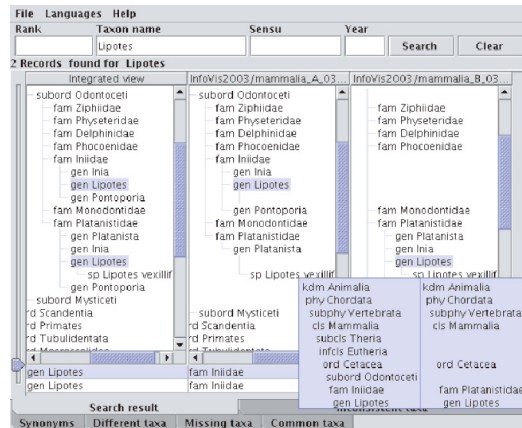 File Languages Help
Rank Taxon name Sensu Year
Lipotes Search Clear
2 Records found for Lipotes
Integrated view InfoVis2003/mammalia_A_03... InfoVis2003/mammalia_B_03...
subord Odontoceti subord Odontoceti
fam Ziphiidae fam Ziphiidae fam Ziphiidae
fam Physeteridae fam Physeteridae fam Physeteridae
fam Delphinidae fam Delphinidae fam Delphinidae
fam Phocoenidae fam Phocoenidae fam Phocoenidae
fam Iniidae fam Iniidae
gen Inia gen Inia
gen Lipotes gen Lipotes
gen Pontoporia gen Pontoporia
fam Monodontidae fam Monodontidae fam Monodontidae
fam Platanistidae fam Platanistidae fam Platanistidae
gen Platanista gen Platanista gen Platanista
gen Inia gen Inia
gen Lipotes gen Lipotes
sp Lipotes vexillif sp Lipotes vexillif
gen Pontoporia
subord Mysticeti subord Mysticeti
rd Scandentia rd Scandentia
rd Primates rd Primates
rd Tubulidentata rd Tubulidentata
kdm Animalia kdm Animalia
phy Chordata phy Chordata
subphy Vertebrata subphy Vertebrata
cls Mammalia cls Mammalia
subcls Theria
infcls Eutheria
ord Cetacea ord Cetacea
subord Odontoceti
fam Iniidae fam Platanistidae
gen Lipotes gen Lipotes
gen Lipotes fam Iniidae
gen Lipotes fam Iniidae
Search result
Synonyms Different taxa Missing taxa Common taxa